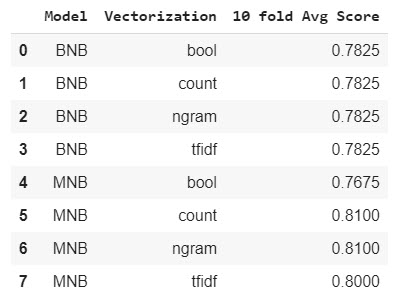 Model Vectorization 10 fold Avg Score
0 BNB bool 0.7825
1 BNB count 0.7825
2 BNB ngram 0.7825
3 BNB tfidf 0.7825
4 MNB bool 0.7675
5 MNB count 0.8100
6 MNB ngram 0.8100
7 MNB tfidf 0.8000